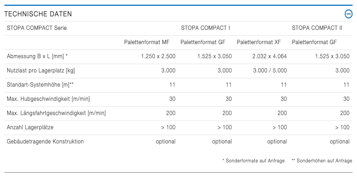 TECHNISCHE DATEN
STOPA COMPACT Serie STOPA COMPACT I STOPA COMPACT II
Palettenformat MF Palettenformat GF Palettenformat XF Palettenformat GF
Abmessung B x L [mm] * 1.250 x 2.500 1.525 x 3.050 2.032 x 4.064 1.525 x 3.050
Nutzlast pro Lagerplatz [kg] 3.000 3.000 3.000 / 5.000 3.000
Standart-Systemhöhe [m]** 11 11 11 11
Max. Hubgeschwindigkeit [m/min] 30 30 30 30
Max. Längsfahrtgeschwindigkeit [m/min] 200 200 200 200
Anzahl Lagerplätze > 100 > 100 > 100 > 100
Gebäudetragende Konstruktion optional optional optional optional
* Sonderformate auf Anfrage ** Sonderhöhen auf Anfrage